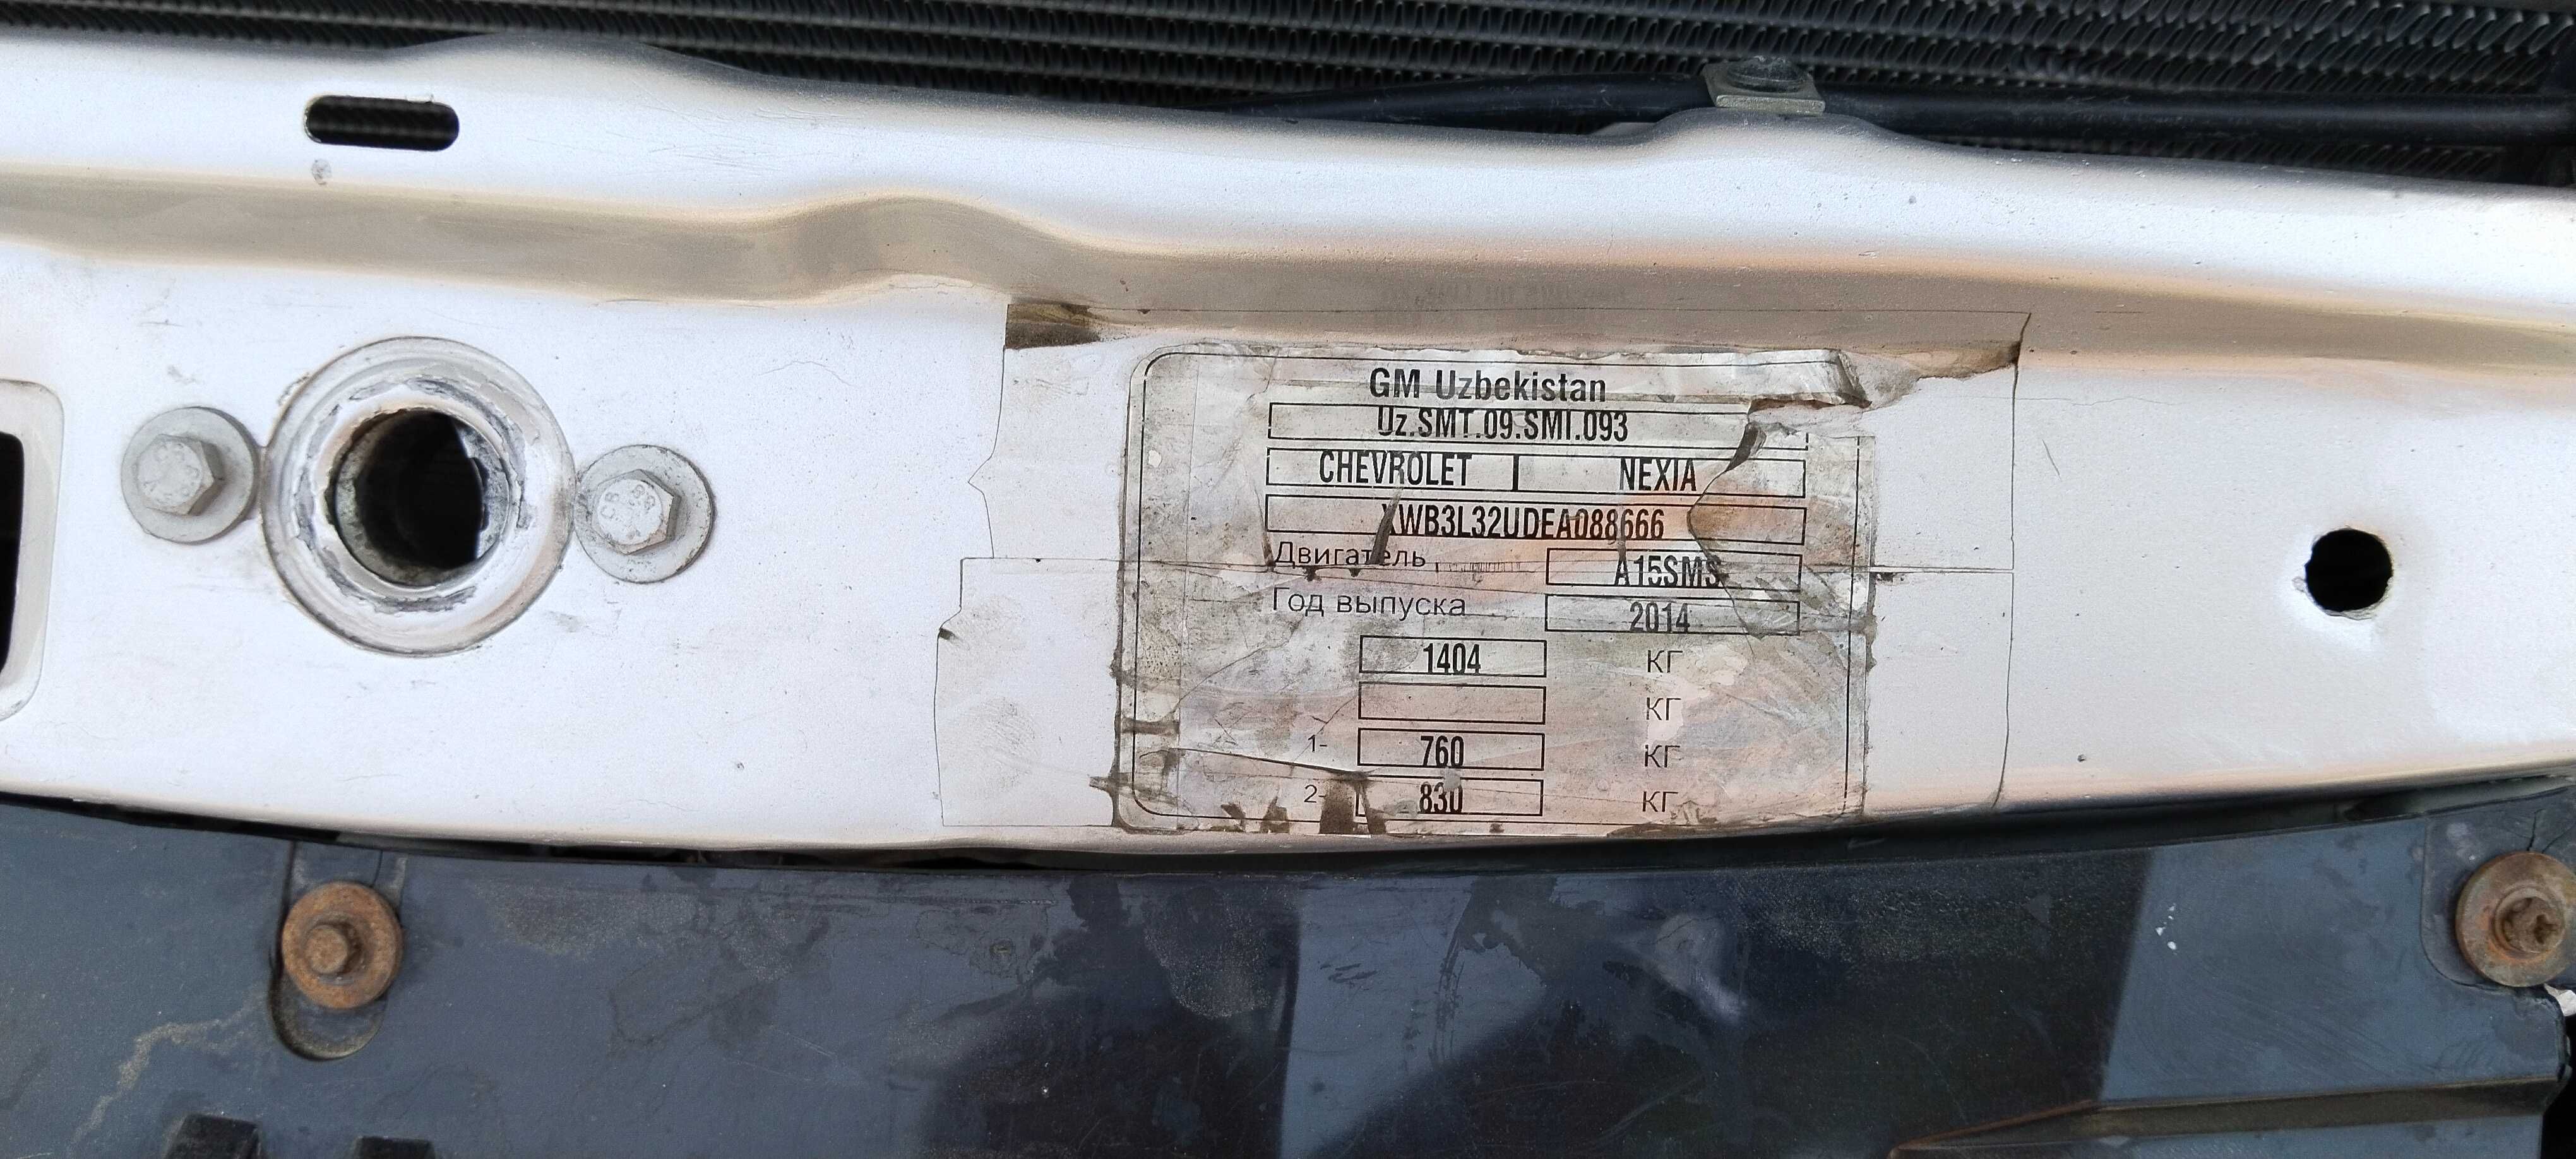 GM Uzbekistan
Uz.SMT.09.SMI.093
CHEVROLET NEXIA
XWB3L32UDEA088666
Двигатель A15SMS
Год выпуска 2014
1404 КГ
КГ
1- 760 КГ
2- 830 КГ